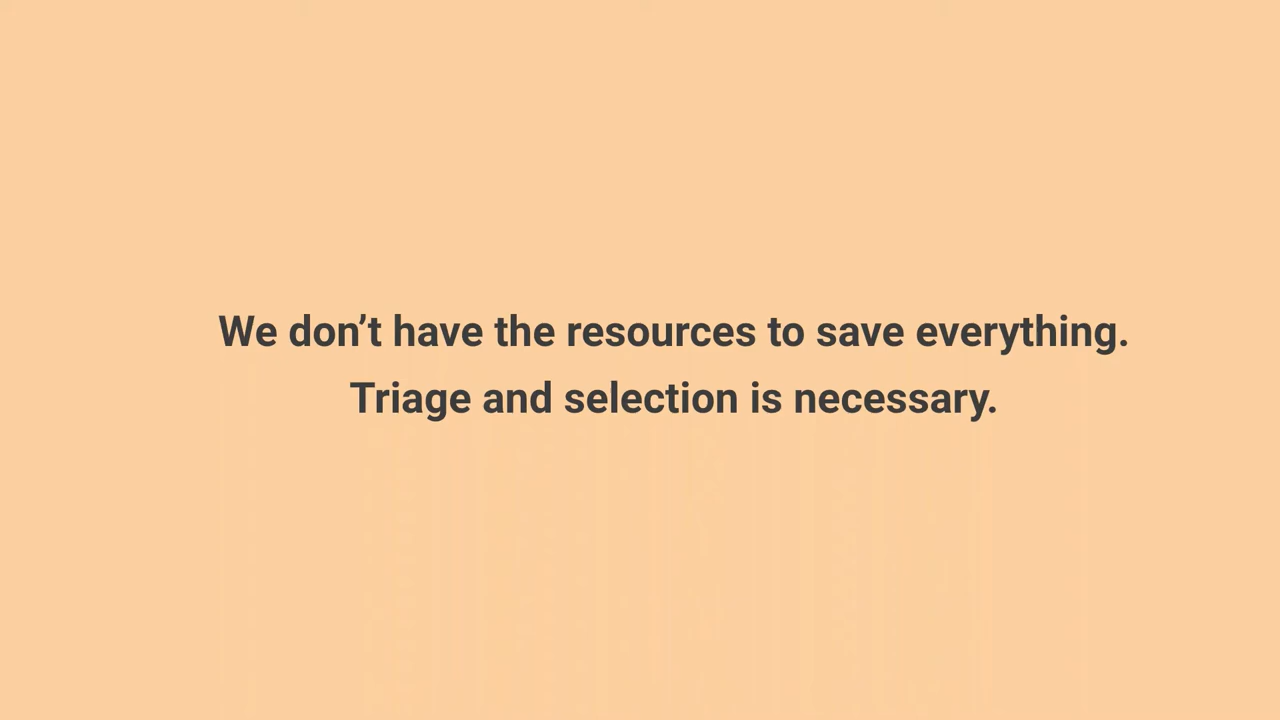 We don’t have the resources to save everything.
Triage and selection is necessary.